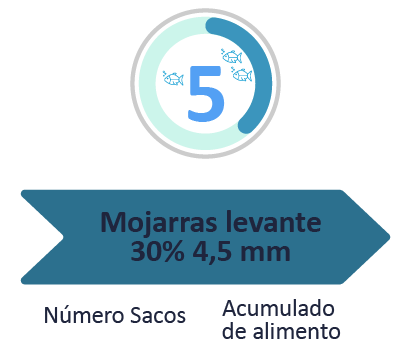 5
Mojarras levante
30% 4,5 mm
Número Sacos
Acumulado
de alimento